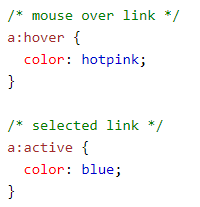 /* mouse over link */
a:hover {
  color: hotpink;
}

/* selected link */
a:active {
  color: blue;
}